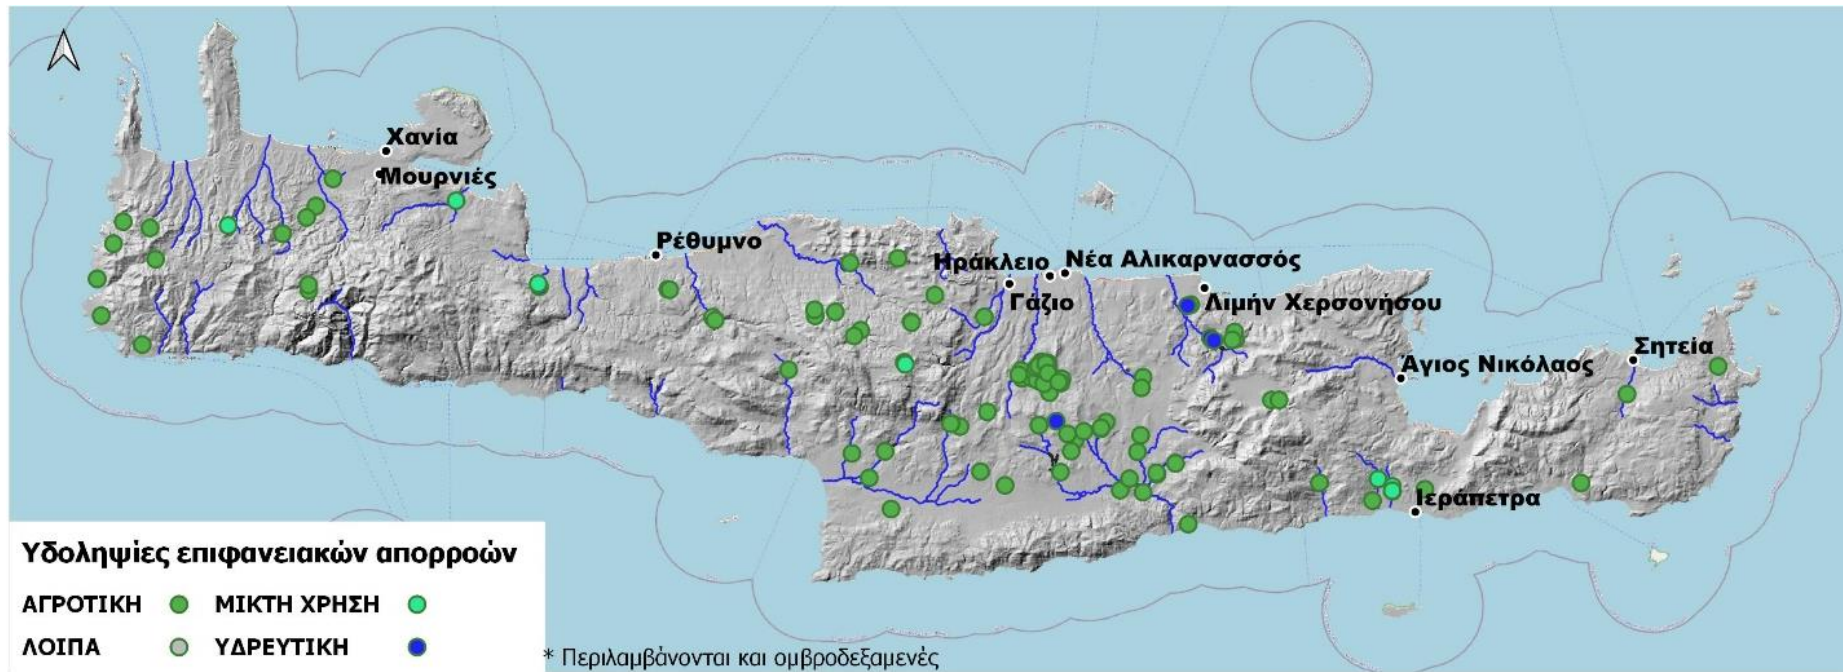 Χανία
Μουρνιές
Ρέθυμνο
Ηράκλειο
Νέα Αλικαρνασσός
Γάζιο
Λιμήν Χερσονήσου
Άγιος Νικόλαος
Σητεία
Ιεράπετρα
Υδοληψίες επιφανειακών απορροών
ΑΓΡΟΤΙΚΗ ΜΙΚΤΗ ΧΡΗΣΗ
ΛΟΙΠΑ ΥΔΡΕΥΤΙΚΗ
* Περιλαμβάνονται και ομβροδεξαμενές